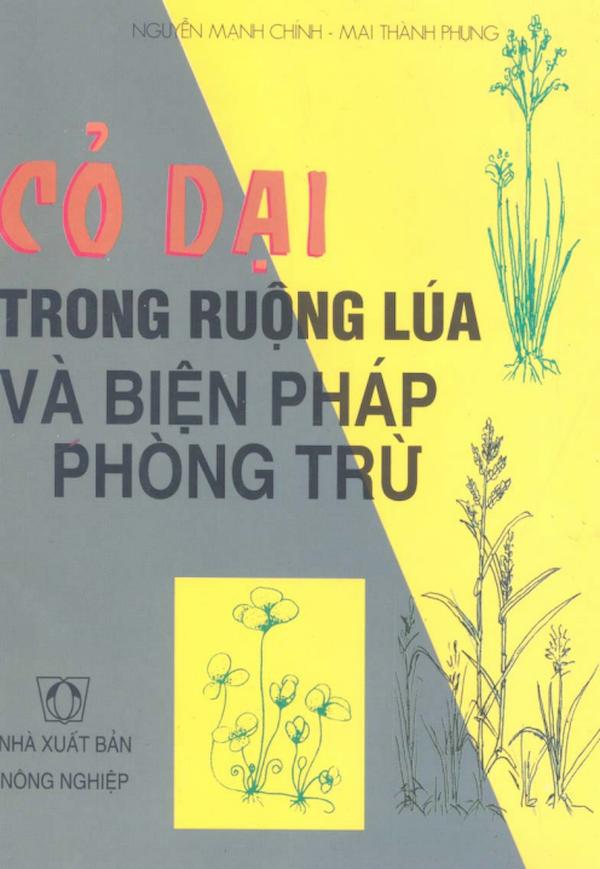 NGUYỄN MẠNH CHÍNH - MAI THÀNH PHỤNG
CỎ DẠI
TRONG RUỘNG LÚA
VÀ BIỆN PHÁP
PHÒNG TRỪ
NHÀ XUẤT BẢN
NÔNG NGHIỆP